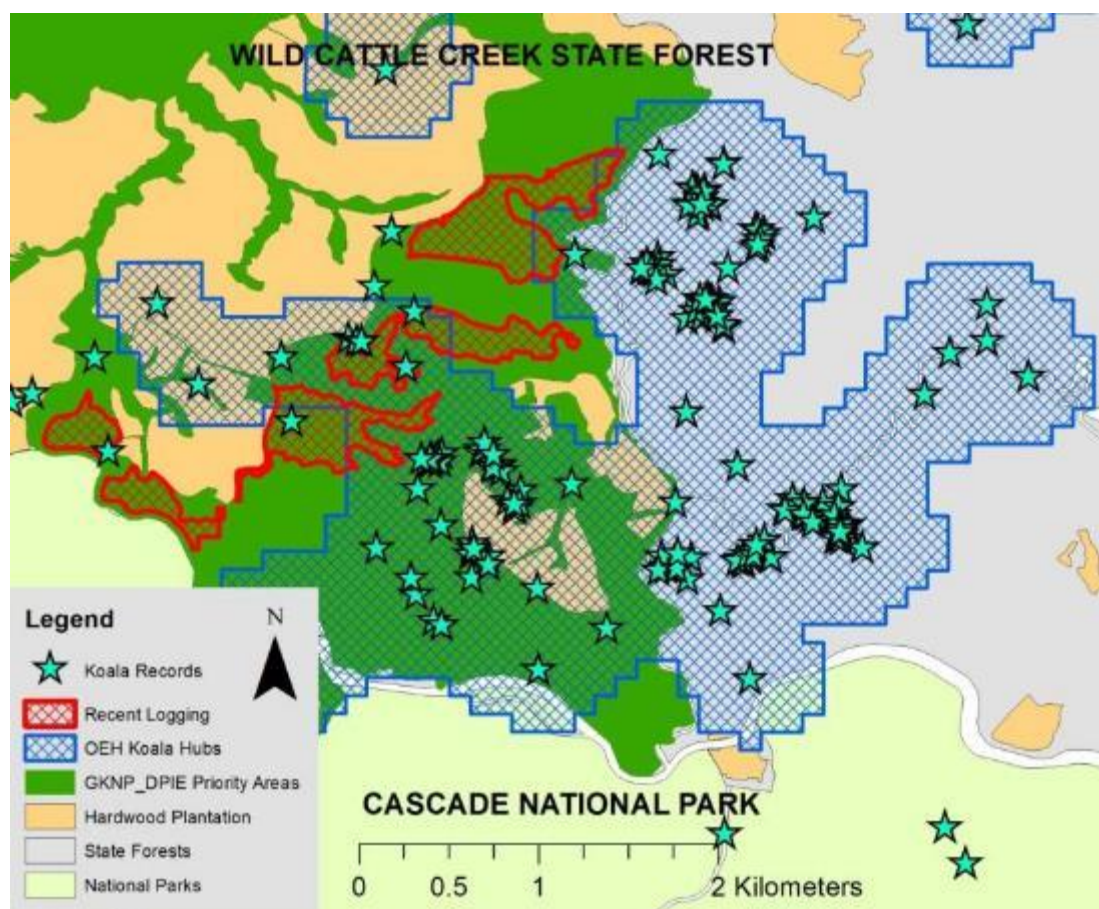 WILD CATTLE CREEK STATE FOREST
Legend
N
Koala Records
Recent Logging
OEH Koala Hubs
GKNP_DPIE Priority Areas
Hardwood Plantation
State Forests
National Parks
CASCADE NATIONAL PARK
0 0.5 1 2 Kilometers